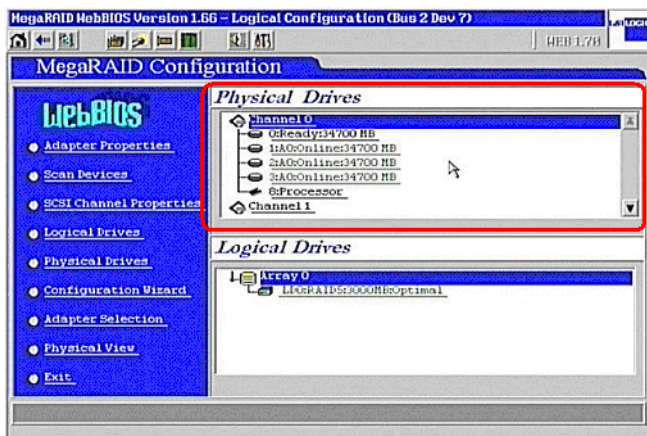 MegaRAID WebBIOS Version 1.66 - Logical Configuration (Bus 2 Dev 7)
LSI LOGIC
WEB 1.70
MegaRAID Configuration
WebBIOS
Adapter Properties
Scan Devices
SCSI Channel Properties
Logical Drives
Physical Drives
Configuration Wizard
Adapter Selection
Physical View
Exit
Physical Drives
Channel 0
0:Ready:34700 MB
1:A0:Online:34700 MB
2:A0:Online:34700 MB
3:A0:Online:34700 MB
8:Processor
Channel 1
Logical Drives
Array 0
LD0:RAID5:3000MB:Optimal